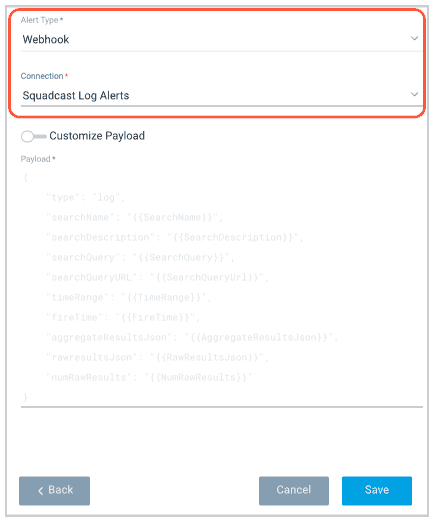 Alert Type *
Webhook
Connection *
Squadcast Log Alerts
Customize Payload
Payload *
{
"type": "log",
"searchName": "{{SearchName}}",
"searchDescription": "{{SearchDescription}}",
"searchQuery": "{{SearchQuery}}",
"searchQueryURL": "{{SearchQueryUrl}}",
"timeRange": "{{TimeRange}}",
"fireTime": "{{FireTime}}",
"aggregateResultsJson": "{{AggregateResultsJson}}",
"rawresultsJson": "{{RawResultsJson}}",
"numRawResults": "{{NumRawResults}}"
}
Back Cancel Save